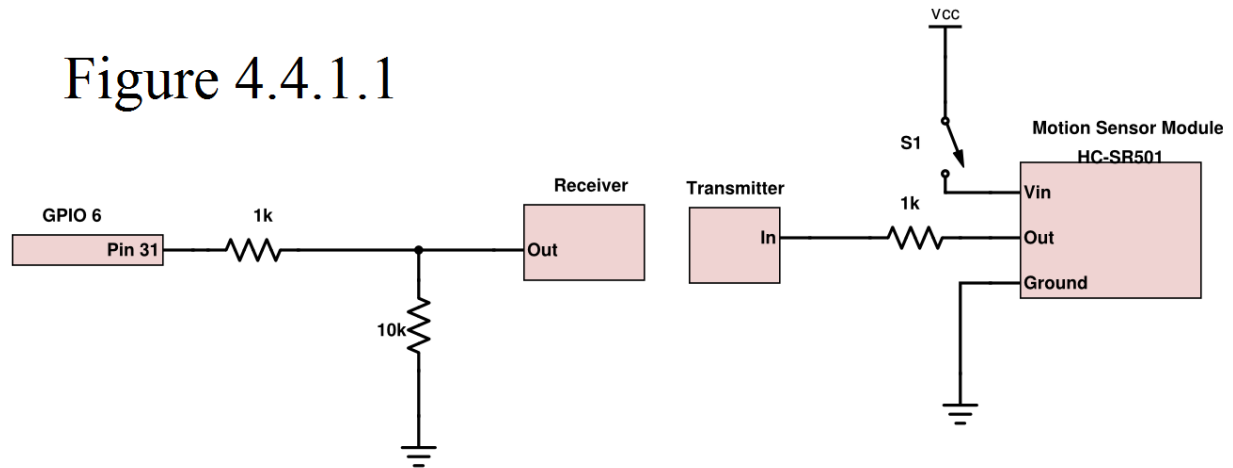 Figure 4.4.1.1
GPIO 6
Pin 31
1k
10k
Receiver
Out
Transmitter
In
1k
Vcc
S1
Motion Sensor Module
HC-SR501
Vin
Out
Ground